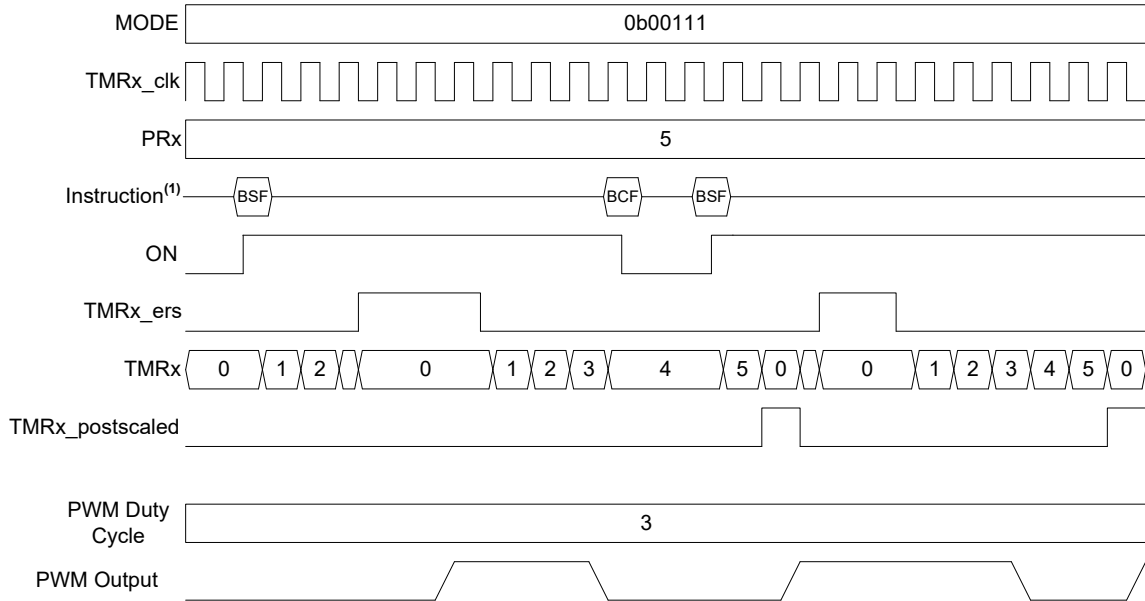 MODE 0b00111
TMRx_clk
PRx 5
Instruction(1) BSF BCF BSF
ON
TMRx_ers
TMRx 0 1 2 0 1 2 3 4 5 0 0 1 2 3 4 5 0
TMRx_postscaled
PWM Duty
Cycle 3
PWM Output